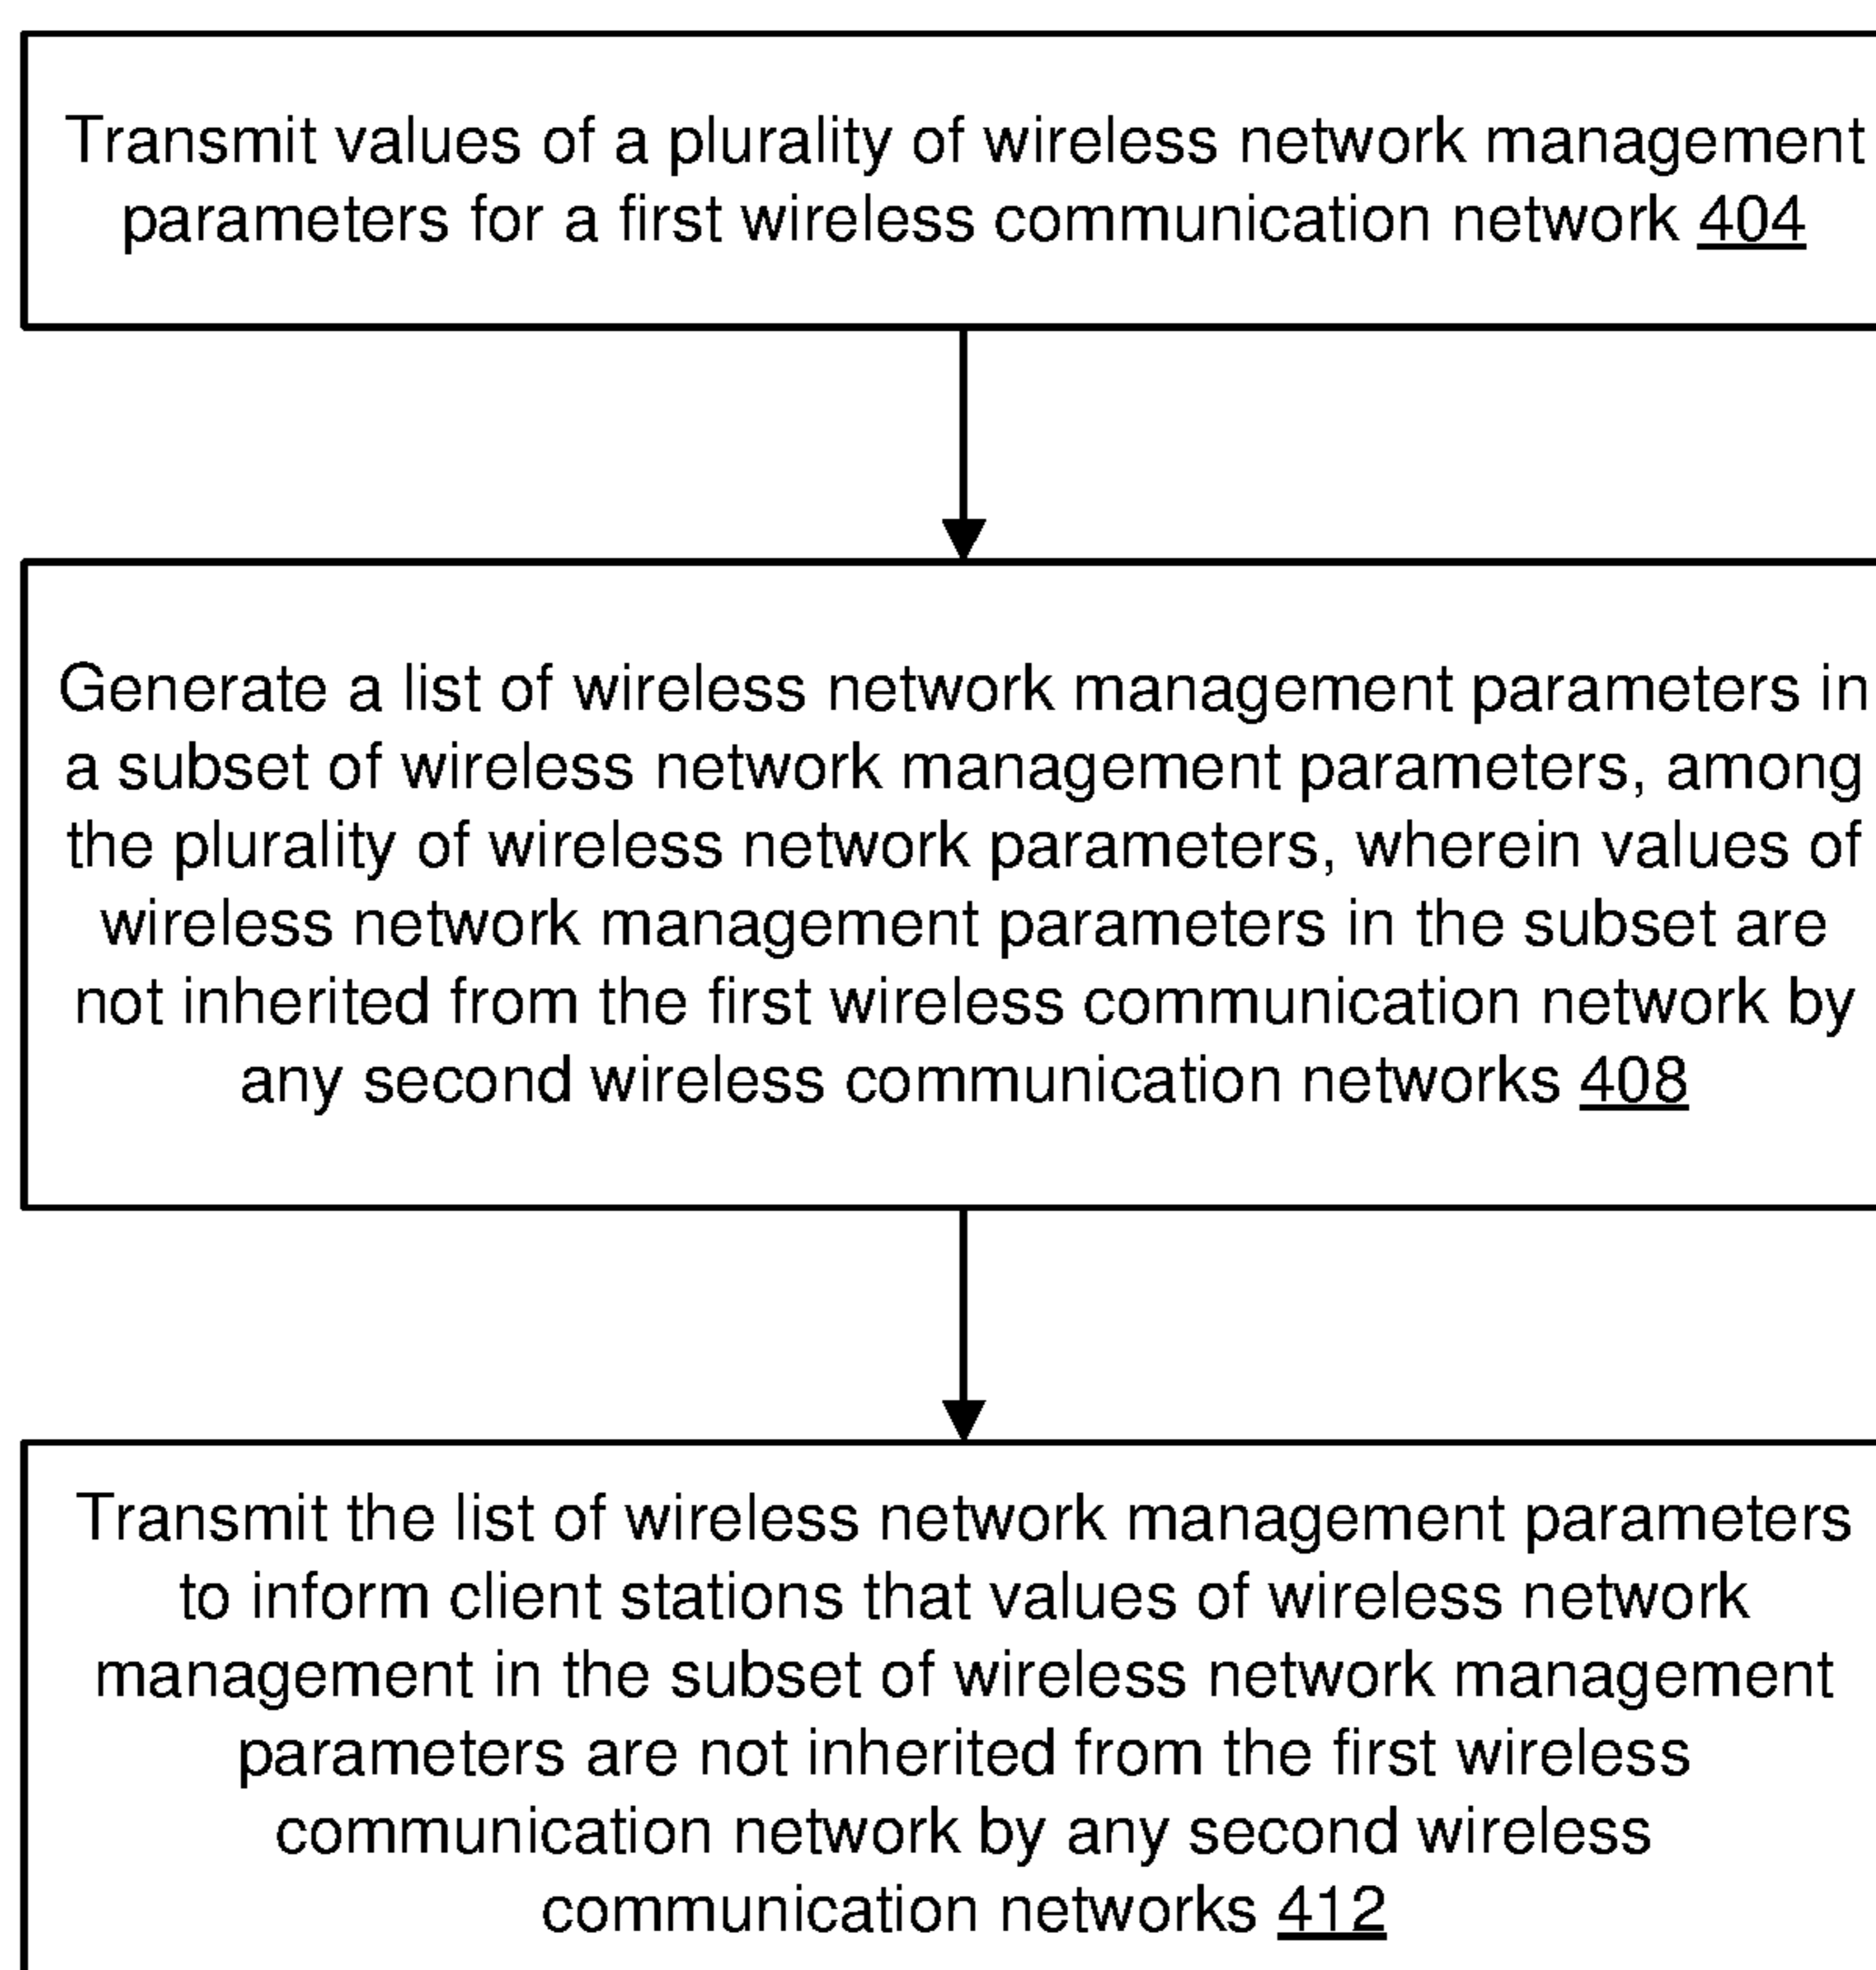 Transmit values of a plurality of wireless network management
parameters for a first wireless communication network 404
Generate a list of wireless network management parameters in
a subset of wireless network management parameters, among
the plurality of wireless network parameters, wherein values of
wireless network management parameters in the subset are
not inherited from the first wireless communication network by
any second wireless communication networks 408
Transmit the list of wireless network management parameters
to inform client stations that values of wireless network
management in the subset of wireless network management
parameters are not inherited from the first wireless
communication network by any second wireless
communication networks 412